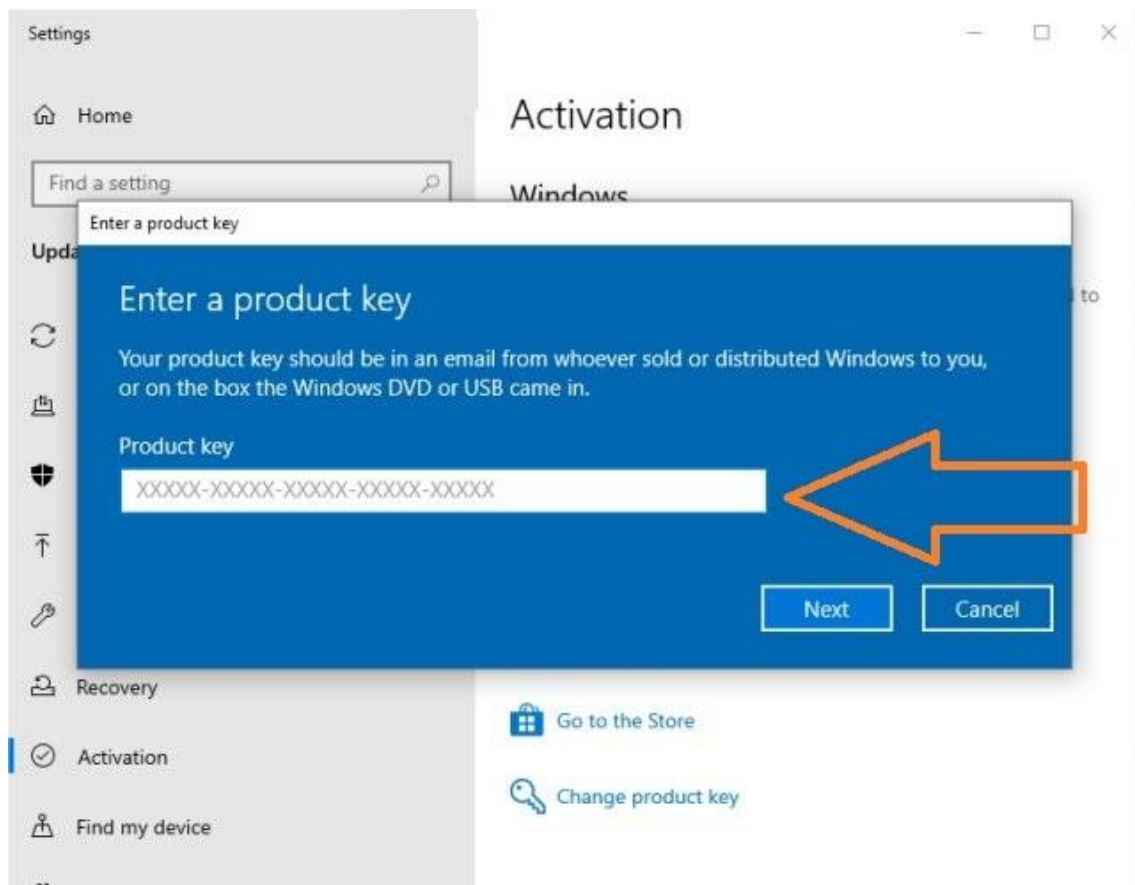 Settings
Home
Find a setting
Activation
Windows
Enter a product key
Upda
Enter a product key
to
Your product key should be in an email from whoever sold or distributed Windows to you,
or on the box the Windows DVD or USB came in.
Product key
XXXXX-XXXXX-XXXXX-XXXXX-XXXXX
Next
Cancel
Recovery
Go to the Store
Activation
Change product key
Find my device